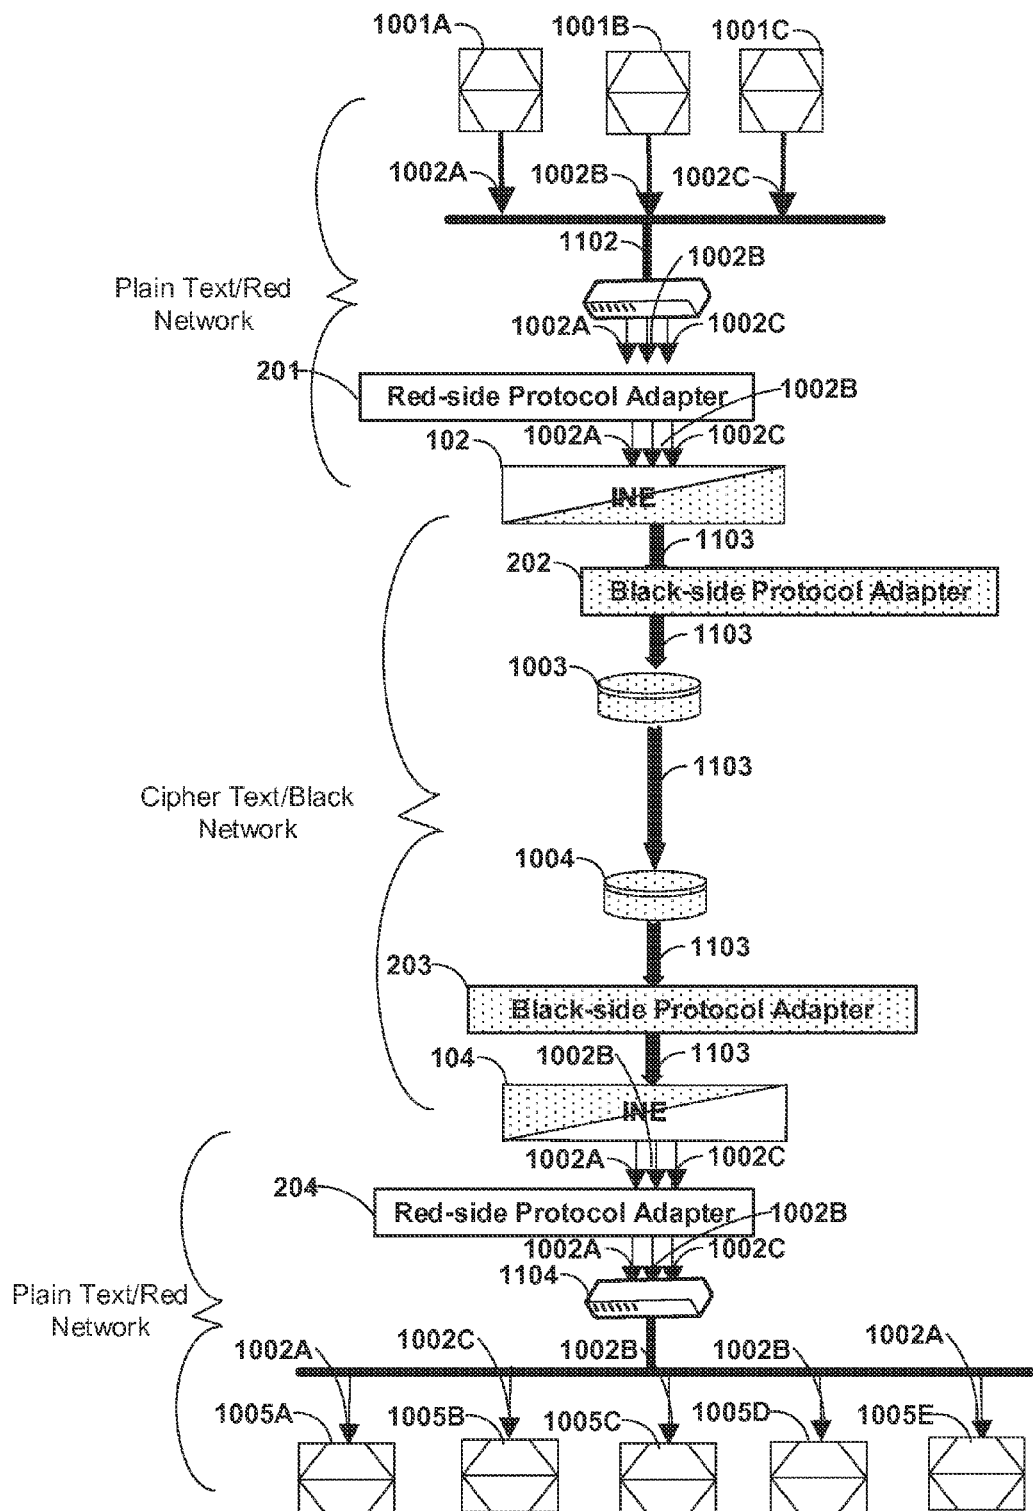 1001A
1001B
1001C
1002A
1002B
1002C
1102
1002B
Plain Text/Red
Network
1002A
1002C
201
Red-side Protocol Adapter
1002B
102
1002A
1002C
INE
1103
202
Black-side Protocol Adapter
1103
1003
1103
Cipher Text/Black
Network
1004
1103
203
Black-side Protocol Adapter
1002B
1103
104
INE
1002A
1002C
204
Red-side Protocol Adapter
1002B
1002A
1002C
1104
Plain Text/Red
Network
1002A
1002C
1002B
1002B
1002A
1005A
1005B
1005C
1005D
1005E